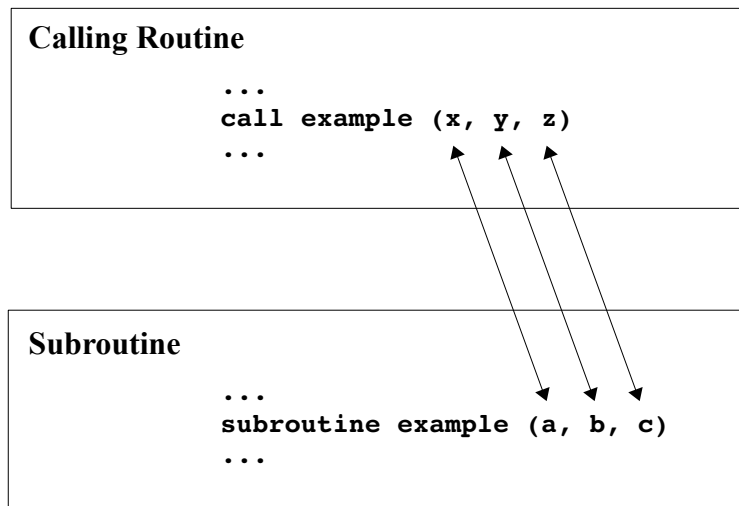 Calling Routine
...
call example (x, y, z)
...
Subroutine
...
subroutine example (a, b, c)
...